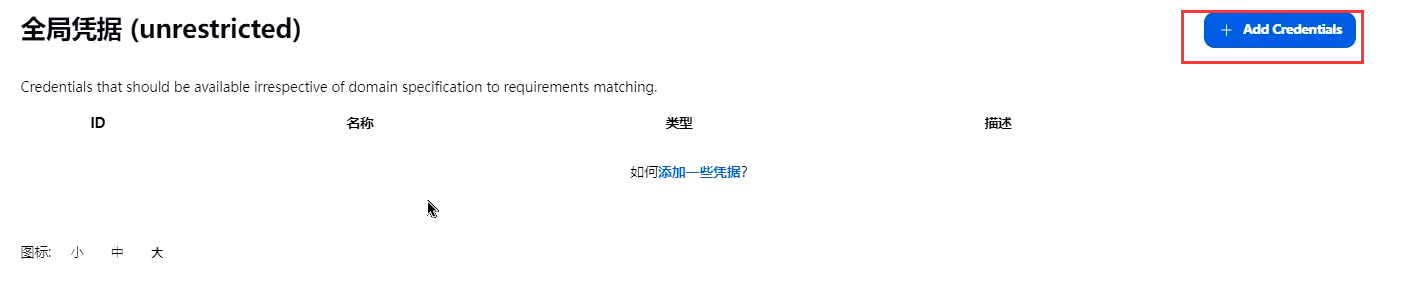 全局凭据 (unrestricted)
Add Credentials
Credentials that should be available irrespective of domain specification to requirements matching.
ID 名称 类型 描述
如何添加一些凭据?
图标: 小 中 大